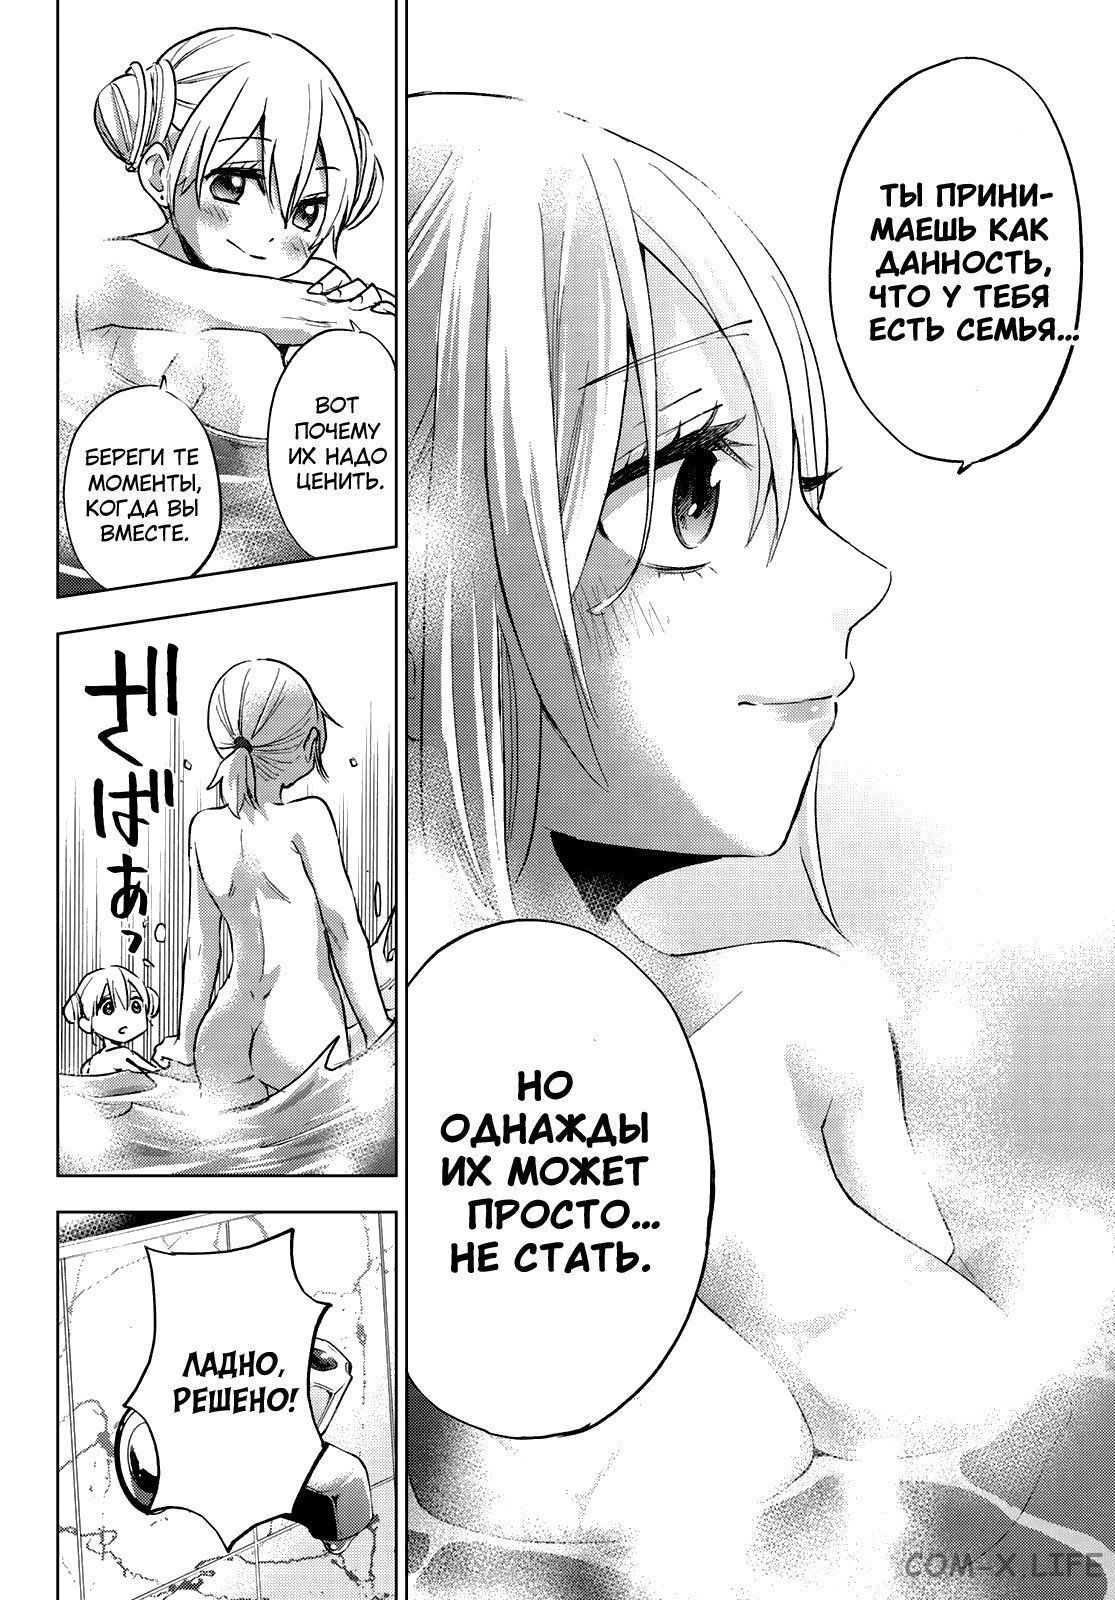 ТЫ ПРИНИ-
МАЕШЬ КАК
ДАННОСТЬ,
ЧТО У ТЕБЯ
ЕСТЬ СЕМЬЯ...
НО
ОДНАЖДЫ
ИХ МОЖЕТ
ПРОСТО...
НЕ СТАТЬ.
ВОТ
ПОЧЕМУ
ИХ НАДО
ЦЕНИТЬ.
БЕРЕГИ ТЕ
МОМЕНТЫ,
КОГДА ВЫ
ВМЕСТЕ.
ざばぁっ
ЛАДНО,
РЕШЕНО!
COM-X.LIFE